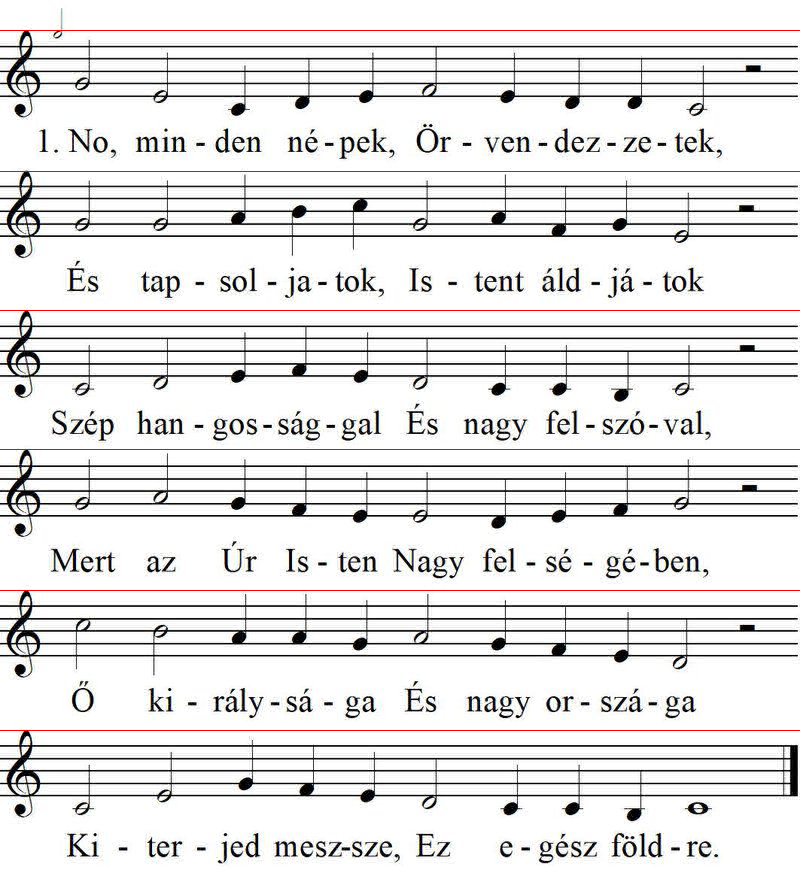 1. No, min - den né - pek, Ör - ven - dez - ze - tek,
És tap - sol - ja - tok, Is - tent áld - já - tok
Szép han - gos - ság - gal És nagy fel - szó - val,
Mert az Úr Is - ten Nagy fel - sé - gé - ben,
Ő ki - rály - sá - ga És nagy or - szá - ga
Ki - ter - jed mesz - sze, Ez e - gész föld - re.